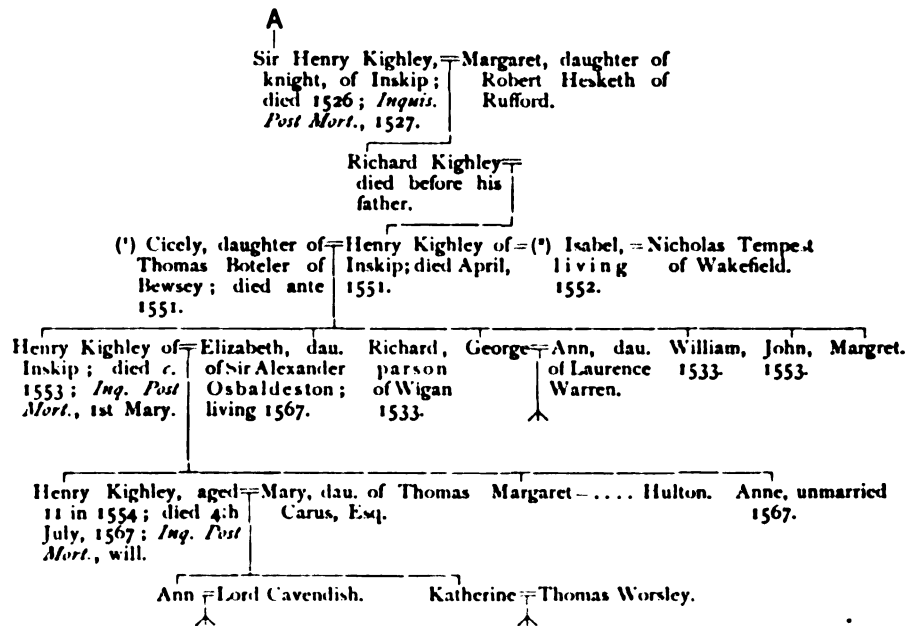 A
Sir Henry Kighley, = Margaret, daughter of
knight, of Inskip; Robert Hesketh of
died 1526; Inquis. Rufford.
Post Mort., 1527.
Richard Kighley =
died before his
father.
(¹) Cicely, daughter of = Henry Kighley of = (²) Isabel, = Nicholas Tempest
Thomas Boteler of Inskip; died April, living of Wakefield.
Bewsey; died ante 1551. 1552.
1551.
Henry Kighley of = Elizabeth, dau. Richard, George = Ann, dau. William, John, Margret.
Inskip; died c. of Sir Alexander parson of Laurence 1533. 1553.
1553; Inq. Post Osbaldeston; of Wigan Warren.
Mort., 1st Mary. living 1567. 1533.
Henry Kighley, aged = Mary, dau. of Thomas Margaret — .... Hulton. Anne, unmarried
11 in 1554; died 4th Carus, Esq. 1567.
July, 1567; Inq. Post
Mort., will.
Ann = Lord Cavendish. Katherine = Thomas Worsley.